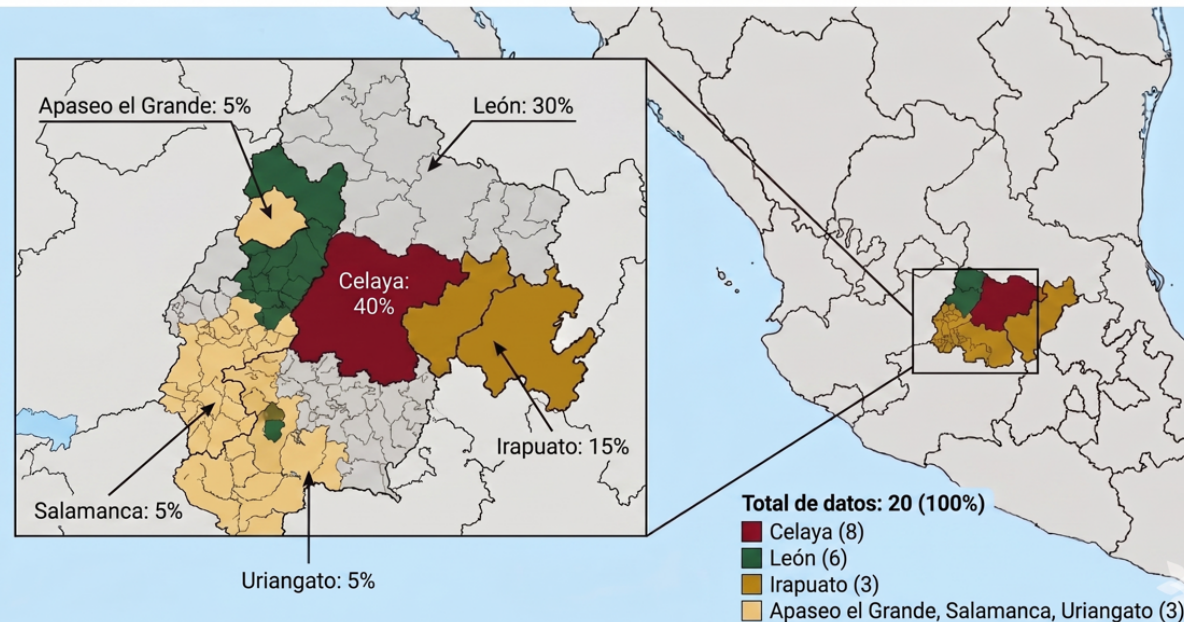 Apaseo el Grande: 5%
León: 30%
Celaya:
40%
Irapuato: 15%
Salamanca: 5%
Uriangato: 5%
Total de datos: 20 (100%)
Celaya (8)
León (6)
Irapuato (3)
Apaseo el Grande, Salamanca, Uriangato (3)